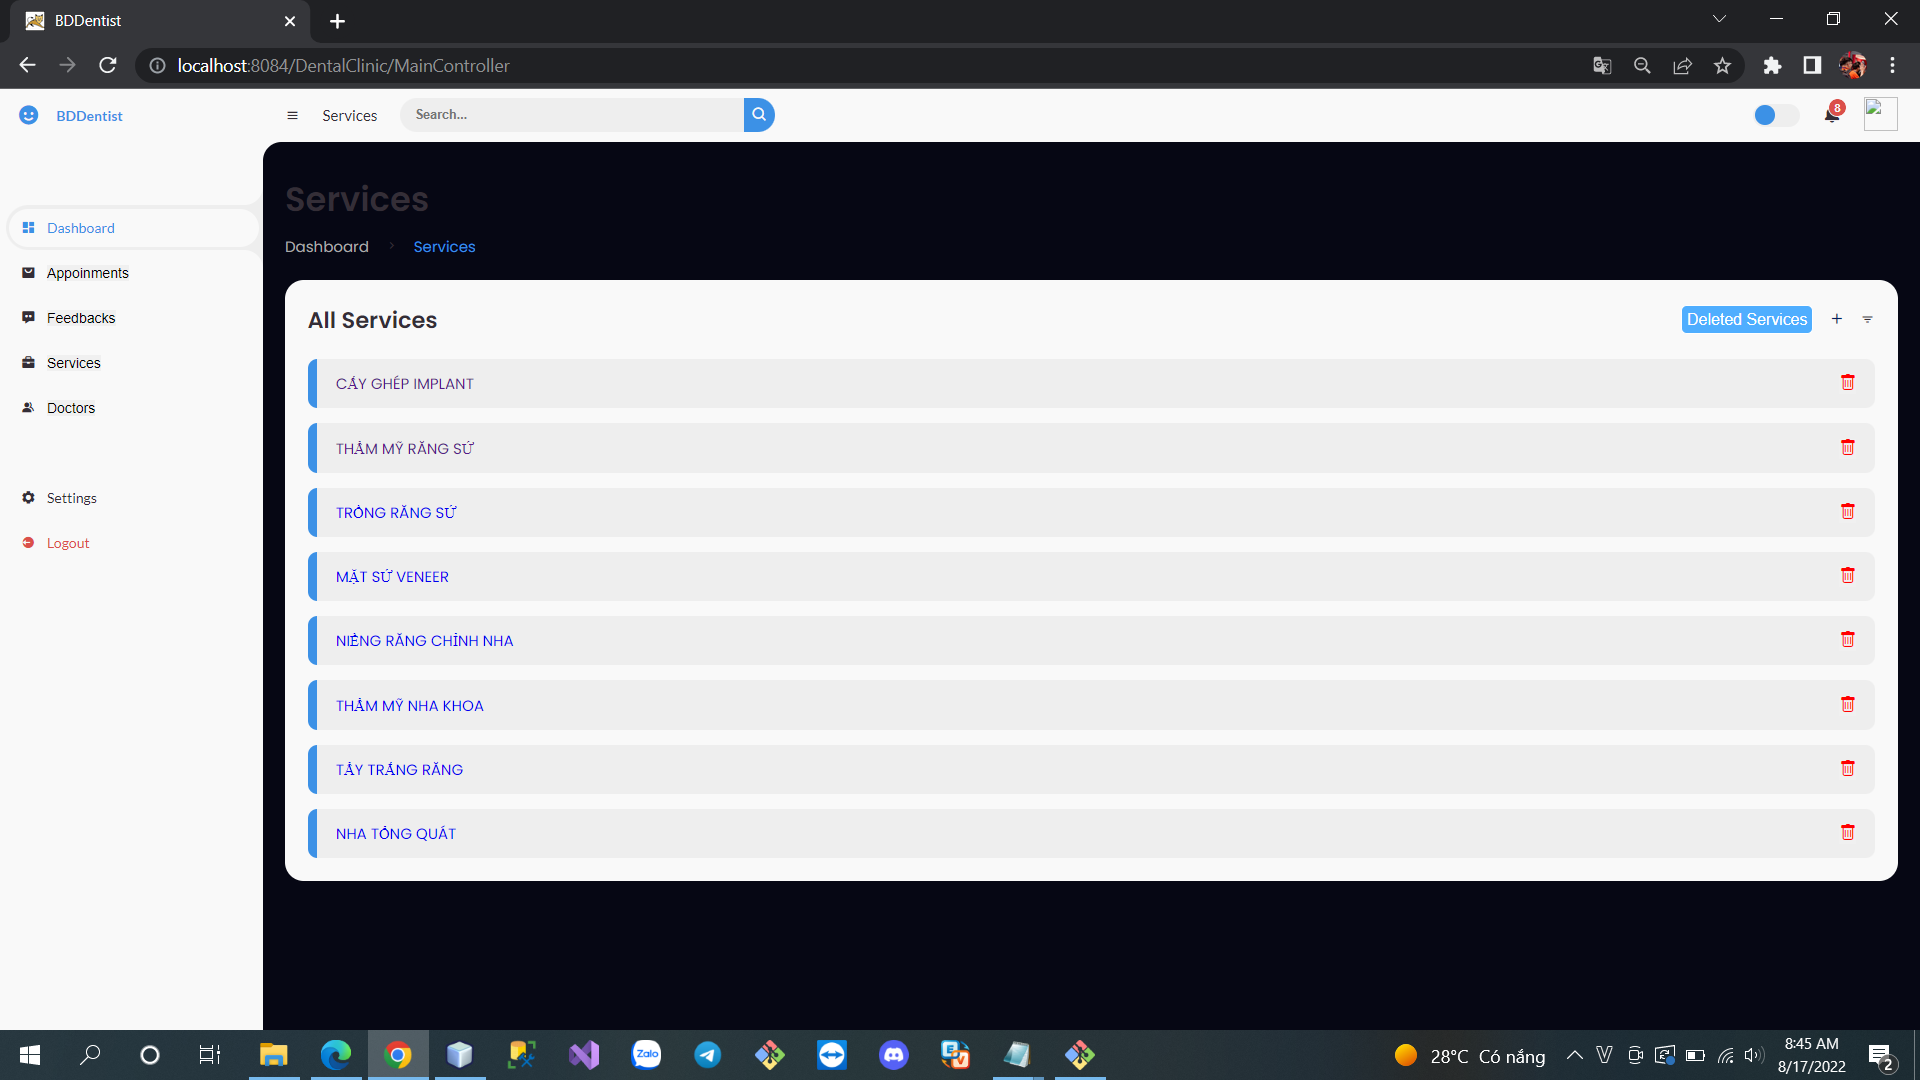 BDDentist
localhost:8084/DentalClinic/MainController
BDDentist
Services
Search...
8
Services
Dashboard
Services
Dashboard
Appoinments
Feedbacks
Services
Doctors
Settings
Logout
All Services
Deleted Services
CẤY GHÉP IMPLANT
THẨM MỸ RĂNG SỨ
TRỒNG RĂNG SỨ
MẶT SỨ VENEER
NIỀNG RĂNG CHỈNH NHA
THẨM MỸ NHA KHOA
TẨY TRẮNG RĂNG
NHA TỔNG QUÁT
Zalo
28°C Có nắng
V
8:45 AM
8/17/2022
2